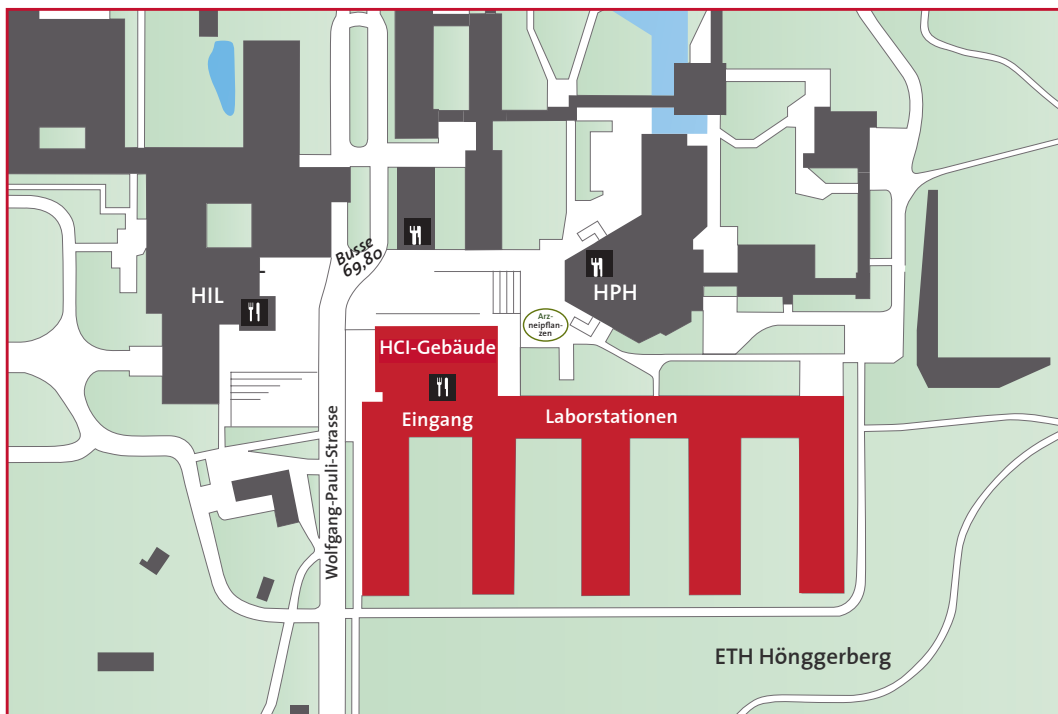 Busse
69,80
HIL
HPH
Arz-
neipflan-
zen
HCI-Gebäude
Eingang
Laborstationen
Wolfgang-Pauli-Strasse
ETH Hönggerberg